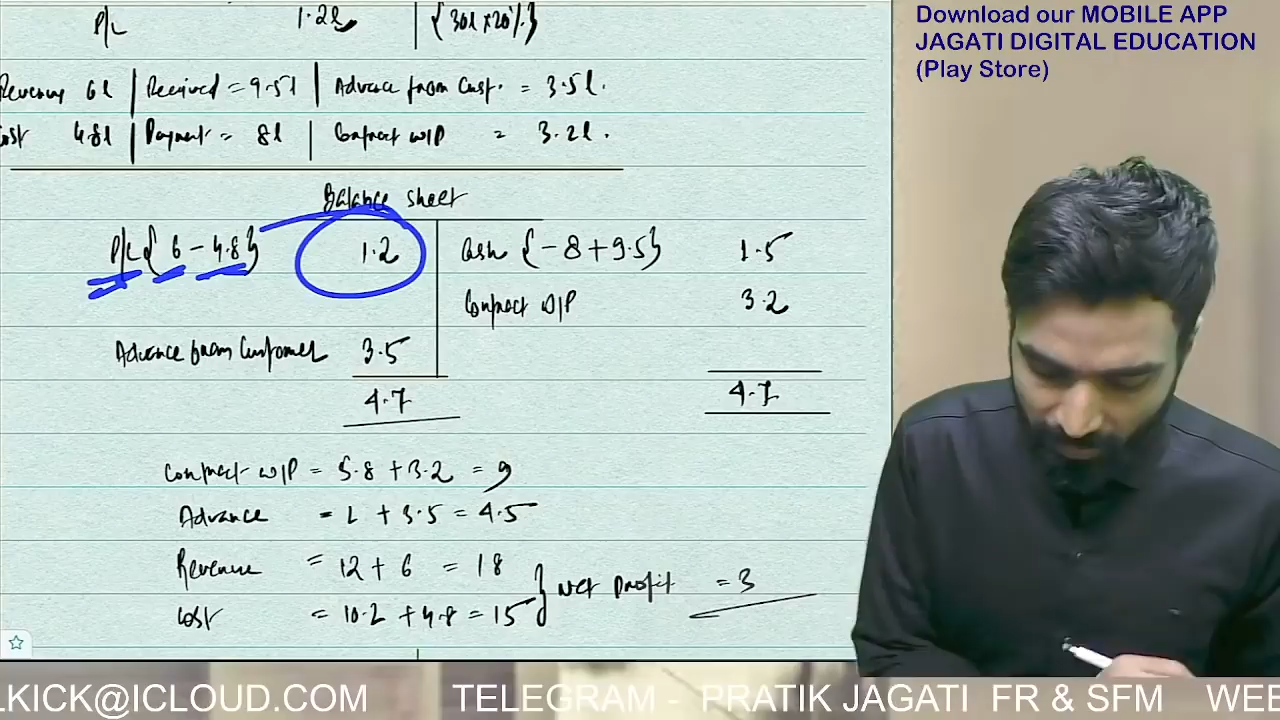 Download our MOBILE APP
JAGATI DIGITAL EDUCATION
(Play Store)
P/L 1.2l {30l x 20%}
Revenue 6l | Received = 9.5l | Advance from Cust. = 3.5l.
Cost 4.8l | Payment = 8l | Contract WIP = 3.2l.
Balance sheet
P/L {6 - 4.8} 1.2 Cash {-8 + 9.5} 1.5
Contract WIP 3.2
Advance from Customer 3.5
4.7 4.7
Contract WIP = 5.8 + 3.2 = 9
Advance = 1 + 3.5 = 4.5
Revenue = 12 + 6 = 18
Cost = 10.2 + 4.8 = 15 } Net profit = 3
LKICK@ICLOUD.COM TELEGRAM - PRATIK JAGATI FR & SFM WEB